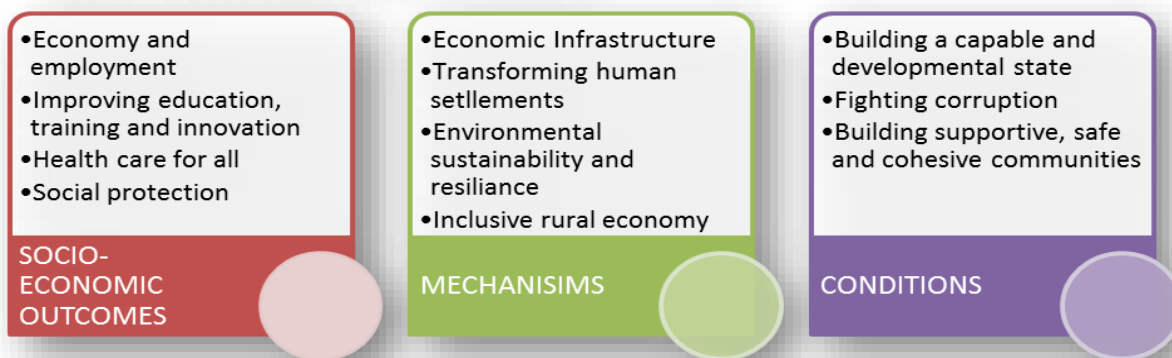 •Economy and
employment
•Improving education,
training and innovation
•Health care for all
•Social protection
SOCIO-
ECONOMIC
OUTCOMES
•Economic Infrastructure
•Transforming human
setllements
•Environmental
sustainability and
resiliance
•Inclusive rural economy
MECHANISIMS
•Building a capable and
developmental state
•Fighting corruption
•Building supportive, safe
and cohesive communities
CONDITIONS